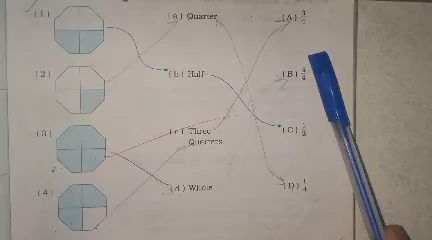 (1)
(a) Quarter
(A) 3/4
(2)
(b) Half
(B) 4/4
(3)
(c) Three
Quarters
(C) 1/2
(4)
(d) Whole
(D) 1/4